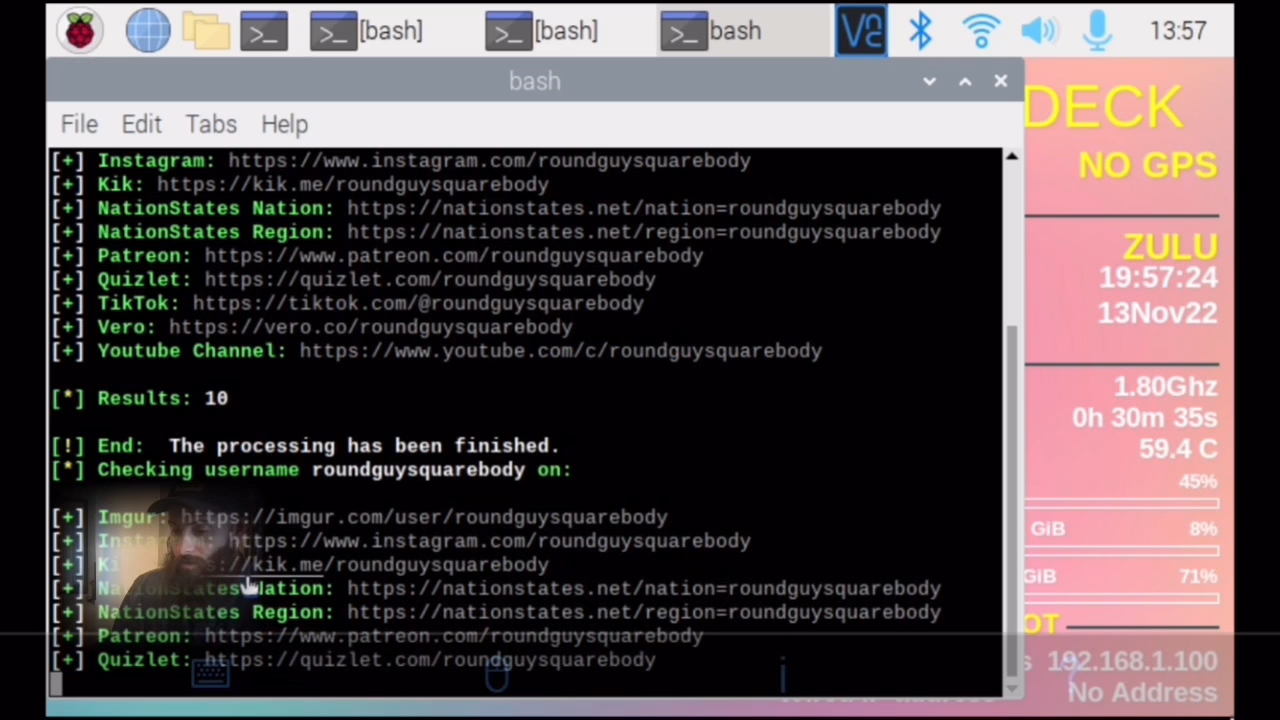 [bash]
[bash]
bash
13:57
bash
File Edit Tabs Help
[+] Instagram: https://www.instagram.com/roundguysquarebody
[+] Kik: https://kik.me/roundguysquarebody
[+] NationStates Nation: https://nationstates.net/nation=roundguysquarebody
[+] NationStates Region: https://nationstates.net/region=roundguysquarebody
[+] Patreon: https://www.patreon.com/roundguysquarebody
[+] Quizlet: https://quizlet.com/roundguysquarebody
[+] TikTok: https://tiktok.com/@roundguysquarebody
[+] Vero: https://vero.co/roundguysquarebody
[+] Youtube Channel: https://www.youtube.com/c/roundguysquarebody
[*] Results: 10
[!] End: The processing has been finished.
[*] Checking username roundguysquarebody on:
[+] Imgur: https://imgur.com/user/roundguysquarebody
[+] Instagram: https://www.instagram.com/roundguysquarebody
[+] Ki s://kik.me/roundguysquarebody
[+] NationStates Nation: https://nationstates.net/nation=roundguysquarebody
[+] NationStates Region: https://nationstates.net/region=roundguysquarebody
[+] Patreon: https://www.patreon.com/roundguysquarebody
[+] Quizlet: https://quizlet.com/roundguysquarebody
DECK
NO GPS
ZULU
19:57:24
13Nov22
1.80Ghz
0h 30m 35s
59.4 C
45%
GiB 8%
GiB 71%
OT
s 192.168.1.100
No Address